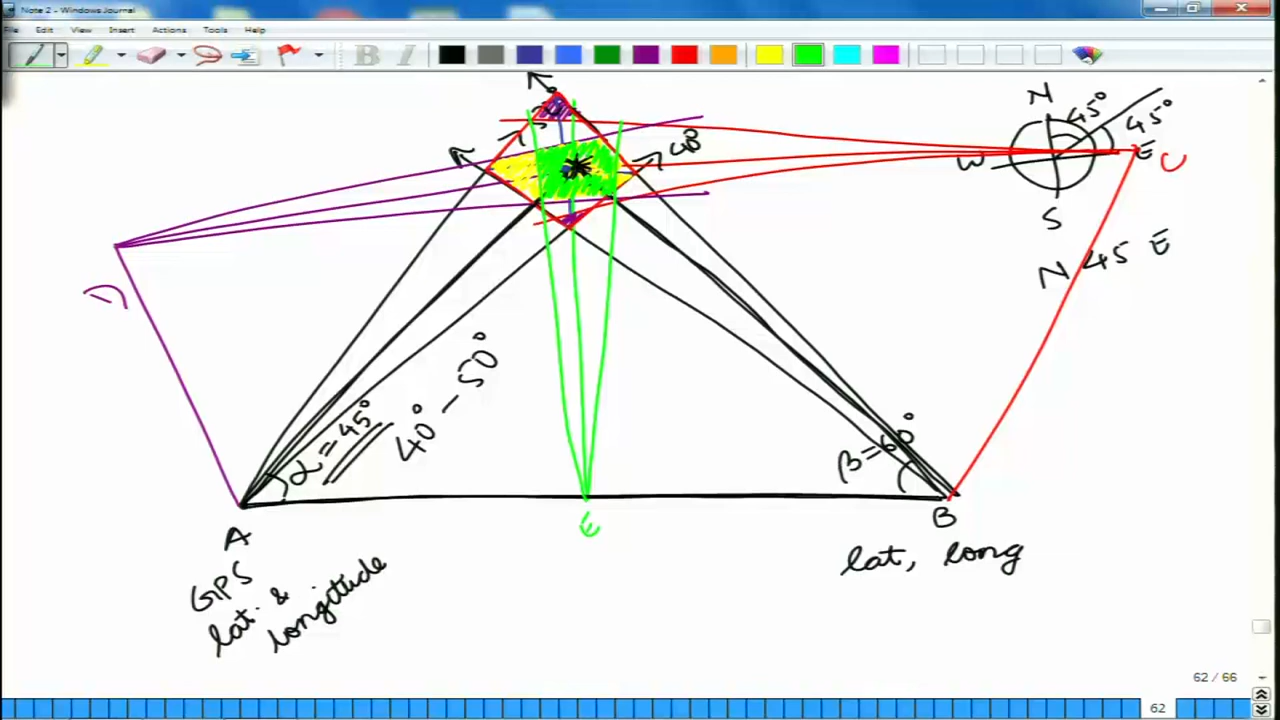 Note 2 - Windows Journal
File Edit View Insert Actions Tools Help
B I
N
45°
45°
W
E
S
C
N 45 E
D
α = 45°
40° - 50°
β = 60°
A
E
B
GPS
lat. &
longitude
lat, long
62 / 66
62